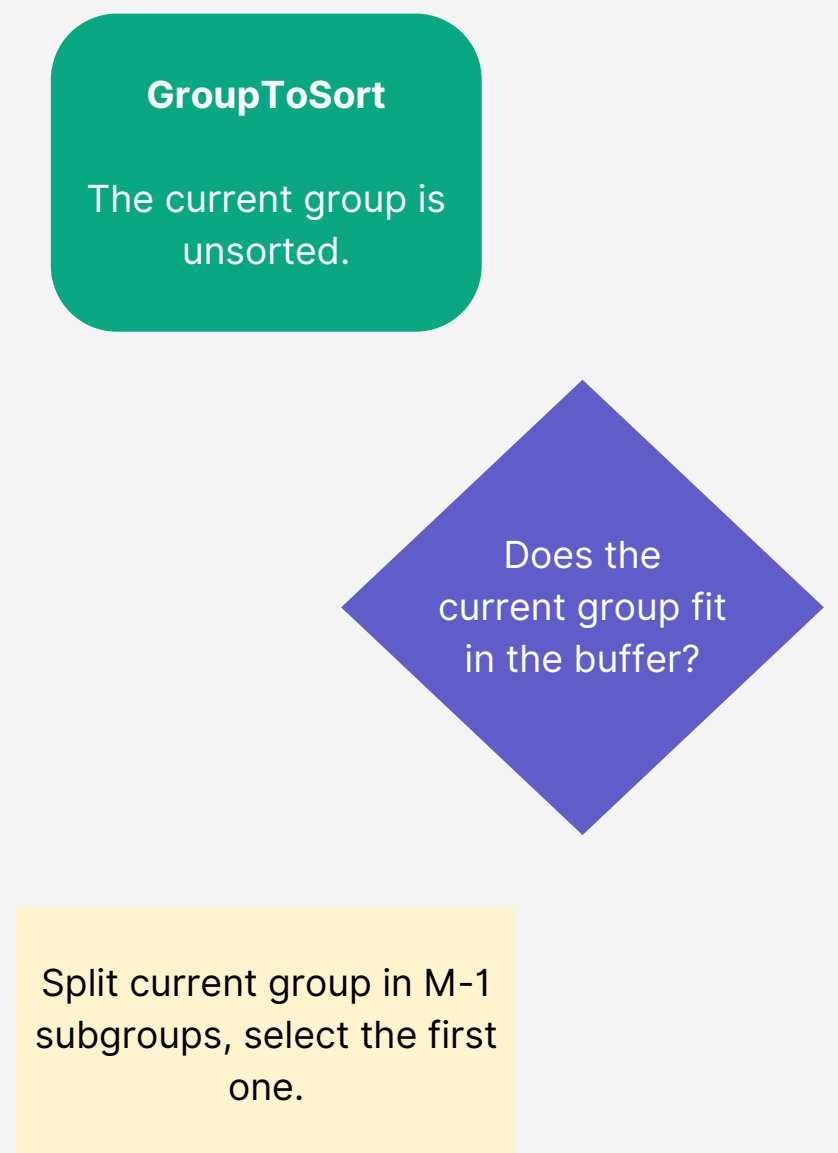 GroupToSort
The current group is
unsorted.
Does the
current group fit
in the buffer?
Split current group in M-1
subgroups, select the first
one.